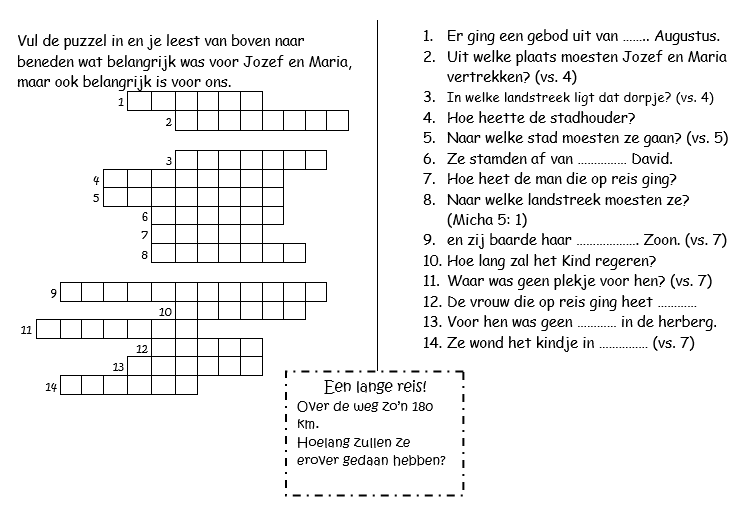 Vul de puzzel in en je leest van boven naar
beneden wat belangrijk was voor Jozef en Maria,
maar ook belangrijk is voor ons.
1
2
3
4
5
6
7
8
9
10
11
12
13
14
1. Er ging een gebod uit van …….. Augustus.
2. Uit welke plaats moesten Jozef en Maria
vertrekken? (vs. 4)
3. In welke landstreek ligt dat dorpje? (vs. 4)
4. Hoe heette de stadhouder?
5. Naar welke stad moesten ze gaan? (vs. 5)
6. Ze stamden af van …………… David.
7. Hoe heet de man die op reis ging?
8. Naar welke landstreek moesten ze?
(Micha 5: 1)
9. en zij baarde haar ………………. Zoon. (vs. 7)
10. Hoe lang zal het Kind regeren?
11. Waar was geen plekje voor hen? (vs. 7)
12. De vrouw die op reis ging heet …………
13. Voor hen was geen ………… in de herberg.
14. Ze wond het kindje in …………… (vs. 7)
Een lange reis!
Over de weg zo’n 180
km.
Hoelang zullen ze
erover gedaan hebben?